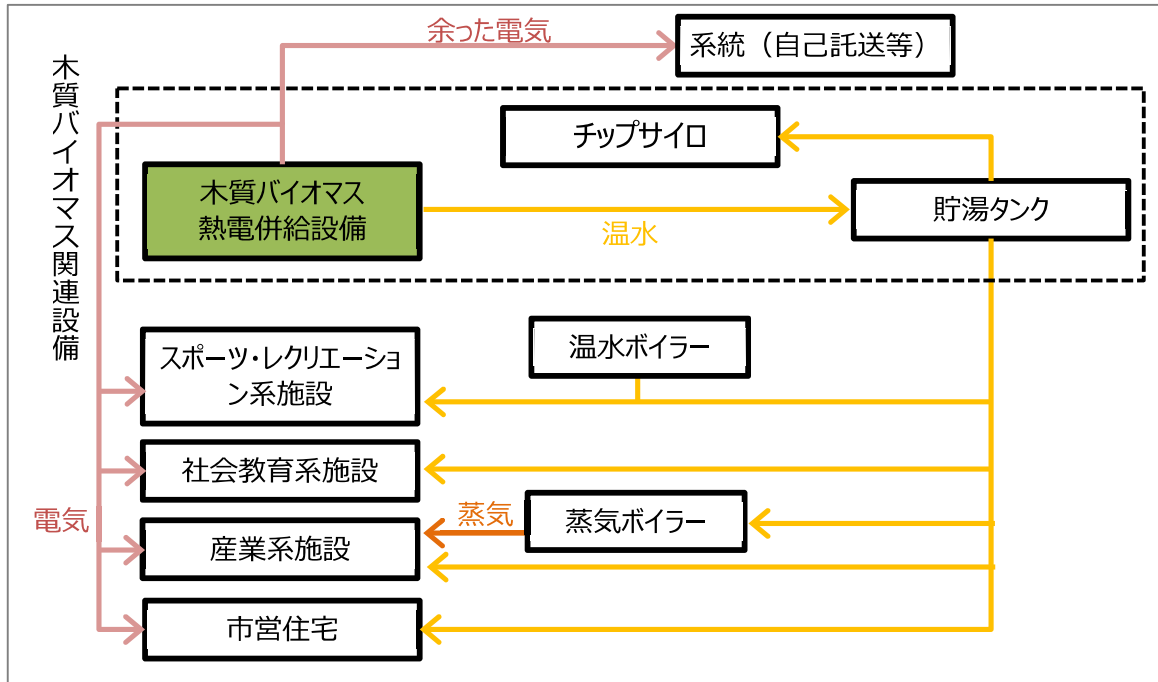 余った電気
系統（自己託送等）
木質バイオマス関連設備
チップサイロ
木質バイオマス
熱電併給設備
温水
貯湯タンク
スポーツ・レクリエーショ
ン系施設
温水ボイラー
社会教育系施設
電気
蒸気
蒸気ボイラー
産業系施設
市営住宅